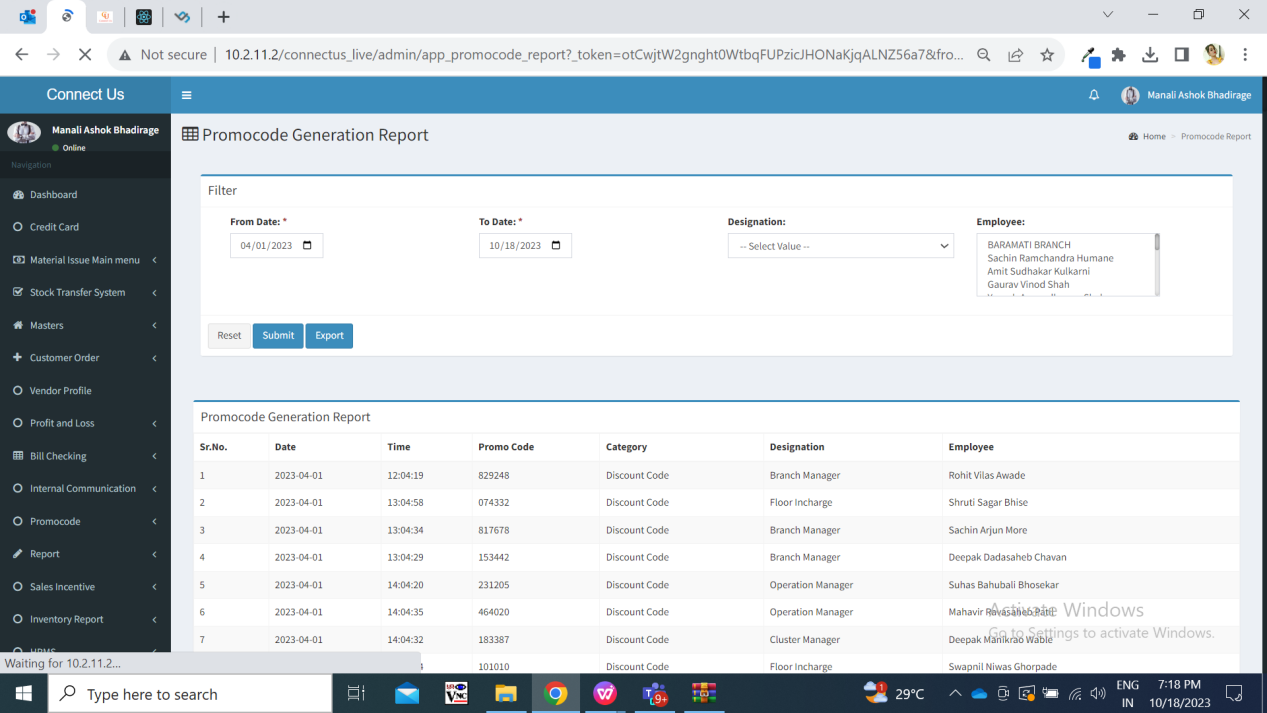 Not secure
10.2.11.2/connectus_live/admin/app_promocode_report?_token=otCwjtW2gnght0WtbqFUPzicJHONaKjqALNZ56a7&fro...
Connect Us
Manali Ashok Bhadirage
Manali Ashok Bhadirage
Online
Navigation
Dashboard
Credit Card
Material Issue Main menu
Stock Transfer System
Masters
Customer Order
Vendor Profile
Profit and Loss
Bill Checking
Internal Communication
Promocode
Report
Sales Incentive
Inventory Report
HRMS
Promocode Generation Report
Home > Promocode Report
Filter
From Date: * To Date: * Designation: Employee:
04/01/2023 10/18/2023 -- Select Value --
BARAMATI BRANCH
Sachin Ramchandra Humane
Amit Sudhakar Kulkarni
Gaurav Vinod Shah
Reset Submit Export
Promocode Generation Report
Sr.No. Date Time Promo Code Category Designation Employee
1 2023-04-01 12:04:19 829248 Discount Code Branch Manager Rohit Vilas Awade
2 2023-04-01 13:04:58 074332 Discount Code Floor Incharge Shruti Sagar Bhise
3 2023-04-01 13:04:34 817678 Discount Code Branch Manager Sachin Arjun More
4 2023-04-01 13:04:29 153442 Discount Code Branch Manager Deepak Dadasaheb Chavan
5 2023-04-01 14:04:20 231205 Discount Code Operation Manager Suhas Bahubali Bhosekar
6 2023-04-01 14:04:35 464020 Discount Code Operation Manager Mahavir Ravasaheb Patil
7 2023-04-01 14:04:32 183387 Discount Code Cluster Manager Deepak Manikrao Wable
4 101010 Discount Code Floor Incharge Swapnil Niwas Ghorpade
Activate Windows
Go to Settings to activate Windows.
Waiting for 10.2.11.2...
Type here to search
VNC
9+
1
29°C
ENG
IN
7:18 PM
10/18/2023